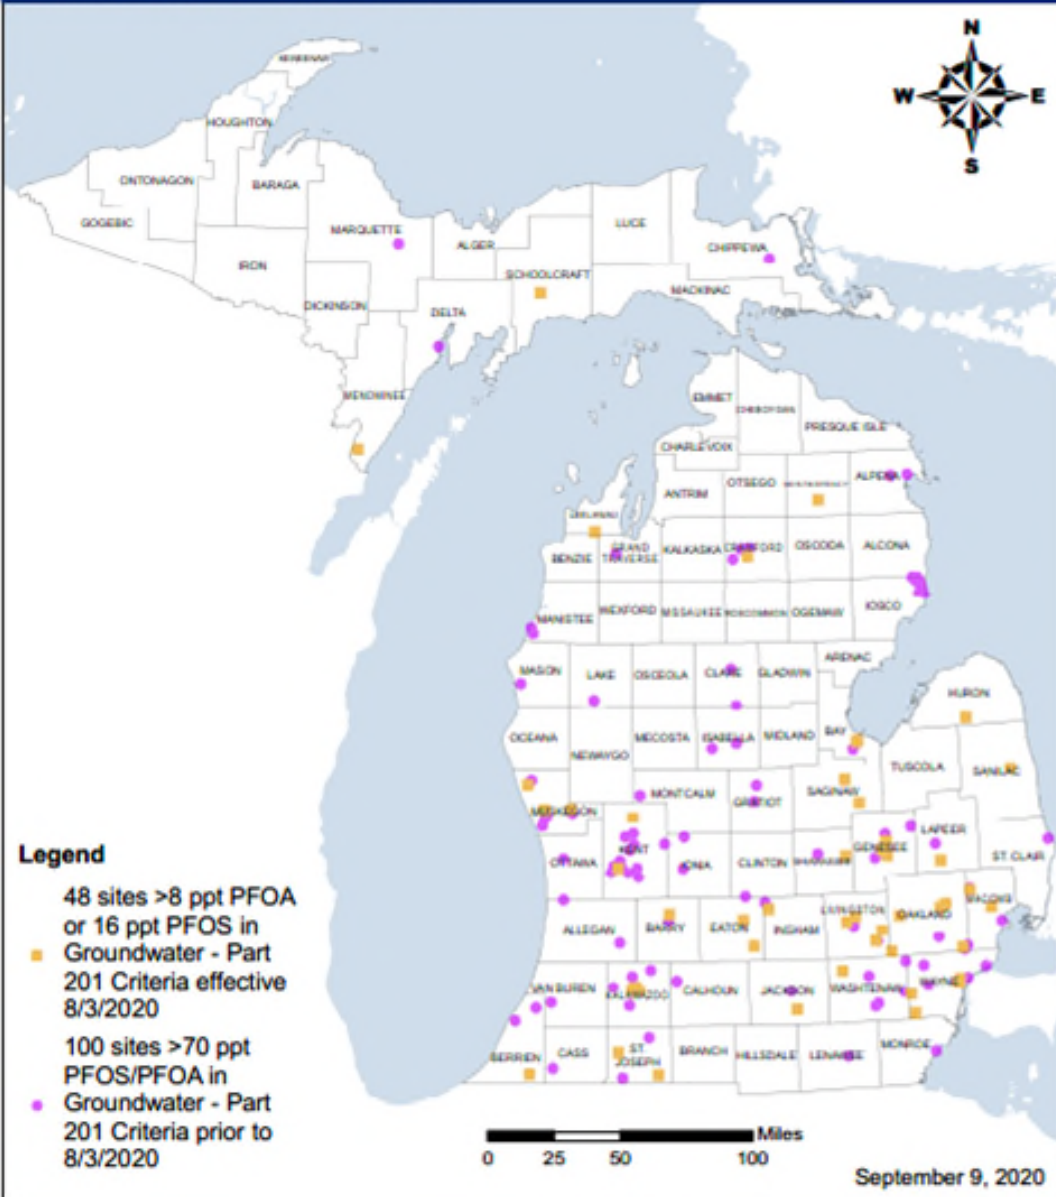 N
W E
S
KEWEENAW
HOUGHTON
ONTONAGON
BARAGA
GOGEBIC
MARQUETTE
LUCE
ALGER
CHIPPEWA
IRON
SCHOOLCRAFT
MACKINAC
DICKINSON
DELTA
MENOMINEE
EMMET
CHEBOYGAN
PRESQUE ISLE
CHARLEVOIX
ALPENA
OTSEGO
ANTRIM
LEELANAU
GRAND
TRAVERSE
BENZIE
KALKASKA
CRAWFORD
OSCODA
ALCONA
MANISTEE
WEXFORD
MISSAUKEE
ROSCOMMON
OGEMAW
IOSCO
ARENAC
MASON
LAKE
OSCEOLA
CLARE
GLADWIN
HURON
OCEANA
NEWAYGO
MECOSTA
ISABELLA
MIDLAND
BAY
TUSCOLA
SANILAC
MUSKEGON
MONTCALM
GRATIOT
SAGINAW
LAPEER
Legend
OTTAWA
KENT
IONIA
CLINTON
SHIAWASSEE
GENESEE
ST. CLAIR
48 sites >8 ppt PFOA
or 16 ppt PFOS in
Groundwater - Part
201 Criteria effective
8/3/2020
ALLEGAN
BARRY
EATON
INGHAM
LIVINGSTON
OAKLAND
MACOMB
VAN BUREN
KALAMAZOO
CALHOUN
JACKSON
WASHTENAW
WAYNE
100 sites >70 ppt
PFOS/PFOA in
Groundwater - Part
201 Criteria prior to
8/3/2020
BERRIEN
CASS
ST.
JOSEPH
BRANCH
HILLSDALE
LENAWEE
MONROE
Miles
0 25 50 100
September 9, 2020